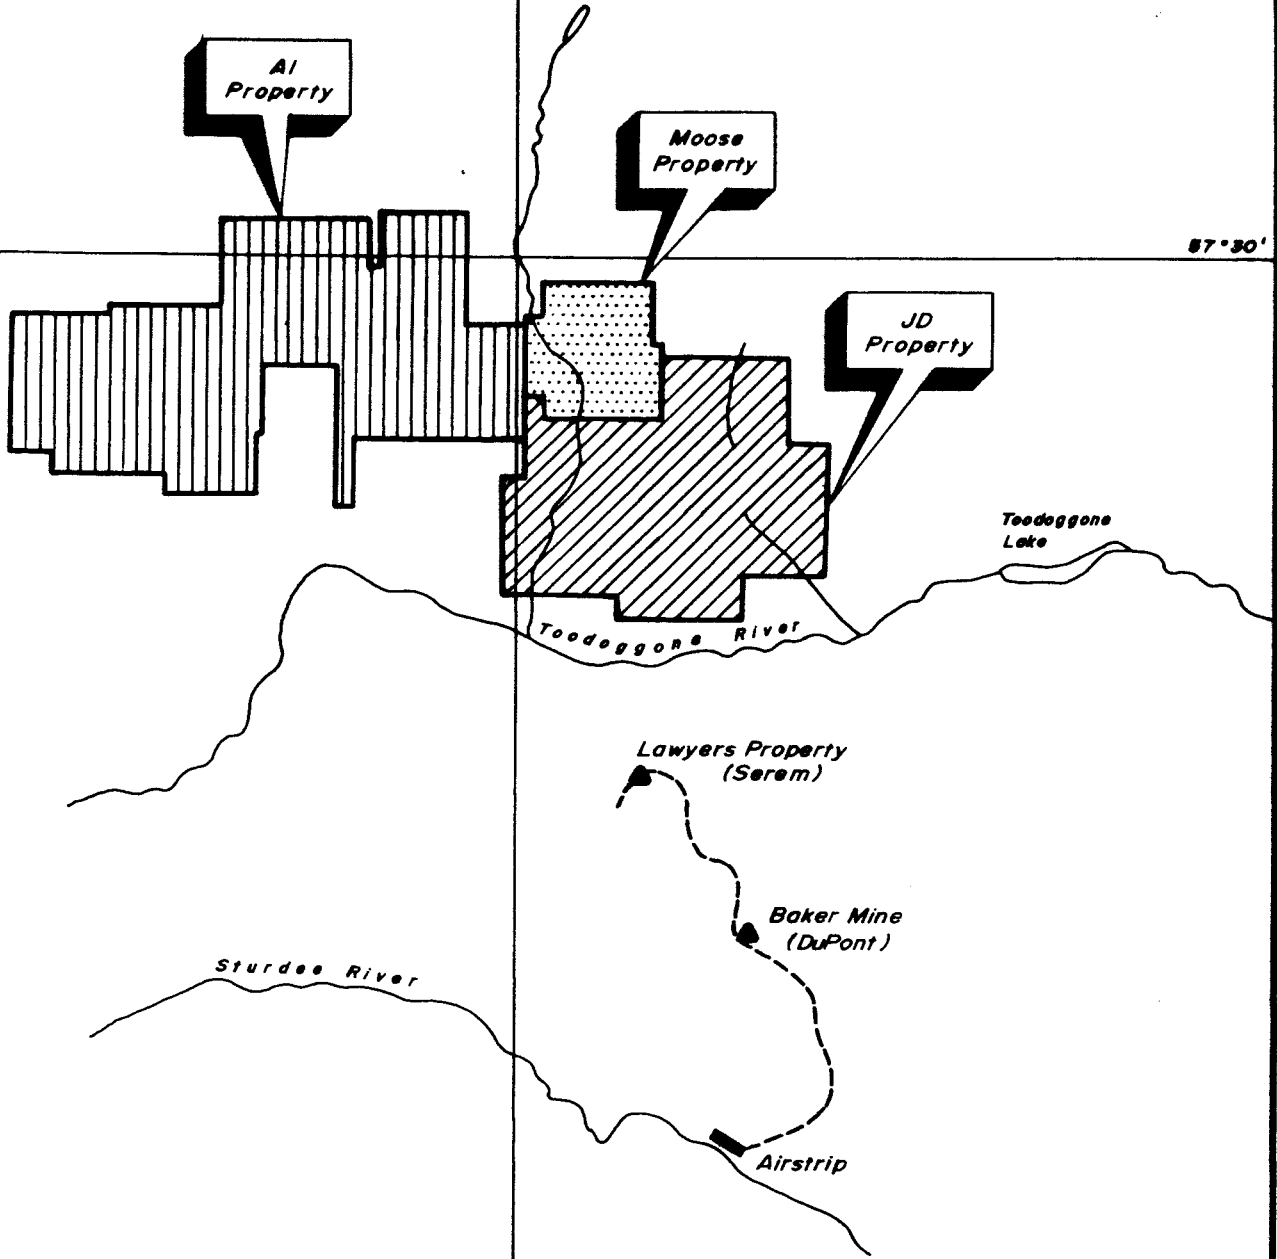 Al
Property
Moose
Property
57°30'
JD
Property
Toodoggone
Lake
Toodoggone River
Lawyers Property
(Serem)
Baker Mine
(DuPont)
Sturdee River
Airstrip